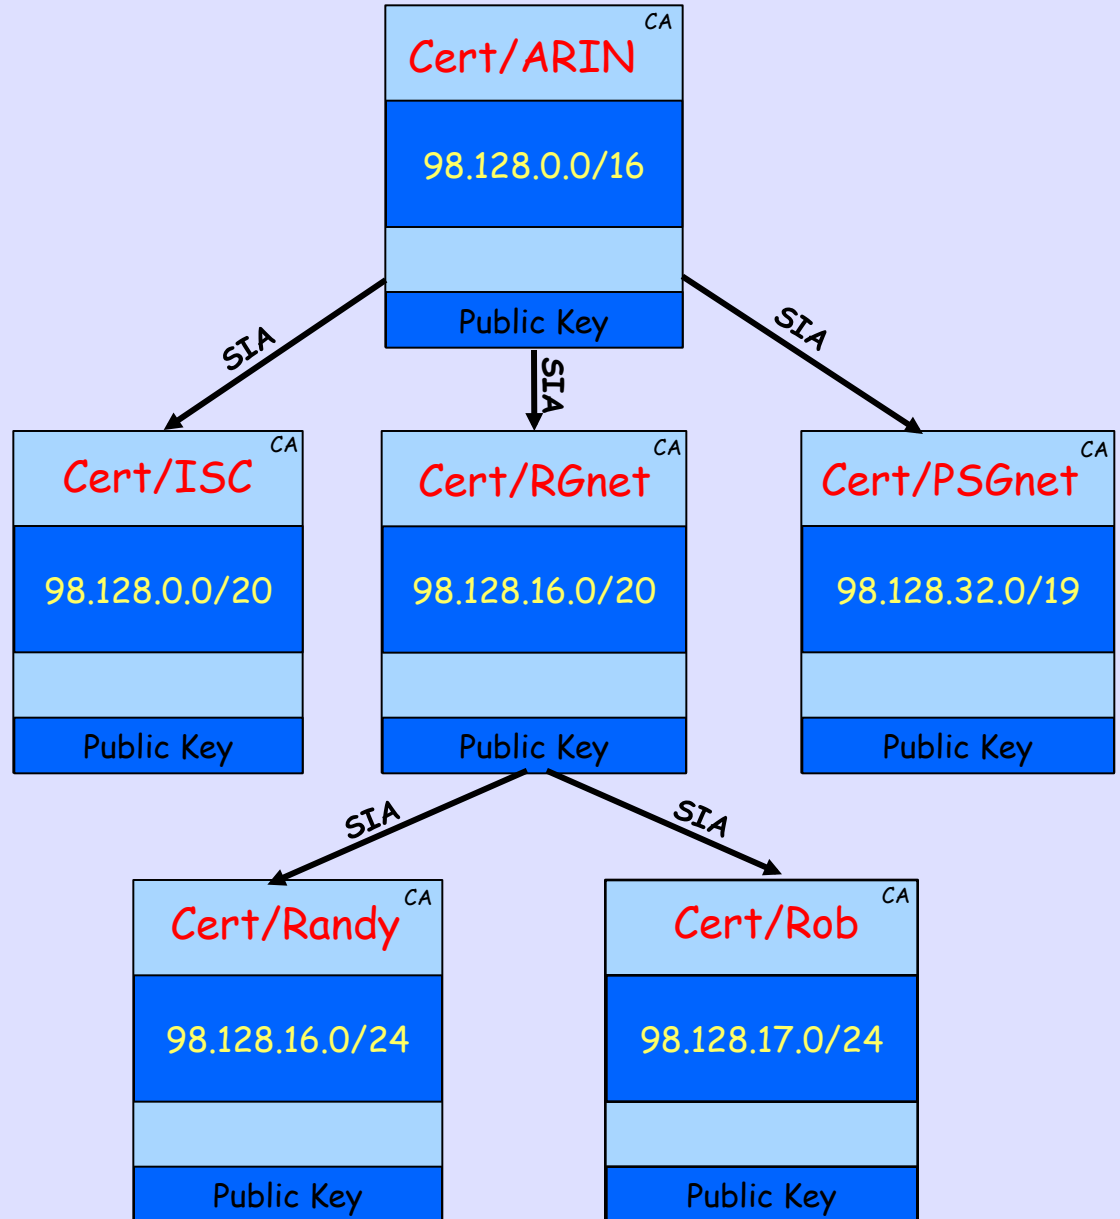 CA
Cert/ARIN
98.128.0.0/16
Public Key
SIA
SIA
SIA
CA
Cert/ISC
98.128.0.0/20
Public Key
CA
Cert/RGnet
98.128.16.0/20
Public Key
CA
Cert/PSGnet
98.128.32.0/19
Public Key
SIA
SIA
CA
Cert/Randy
98.128.16.0/24
Public Key
CA
Cert/Rob
98.128.17.0/24
Public Key